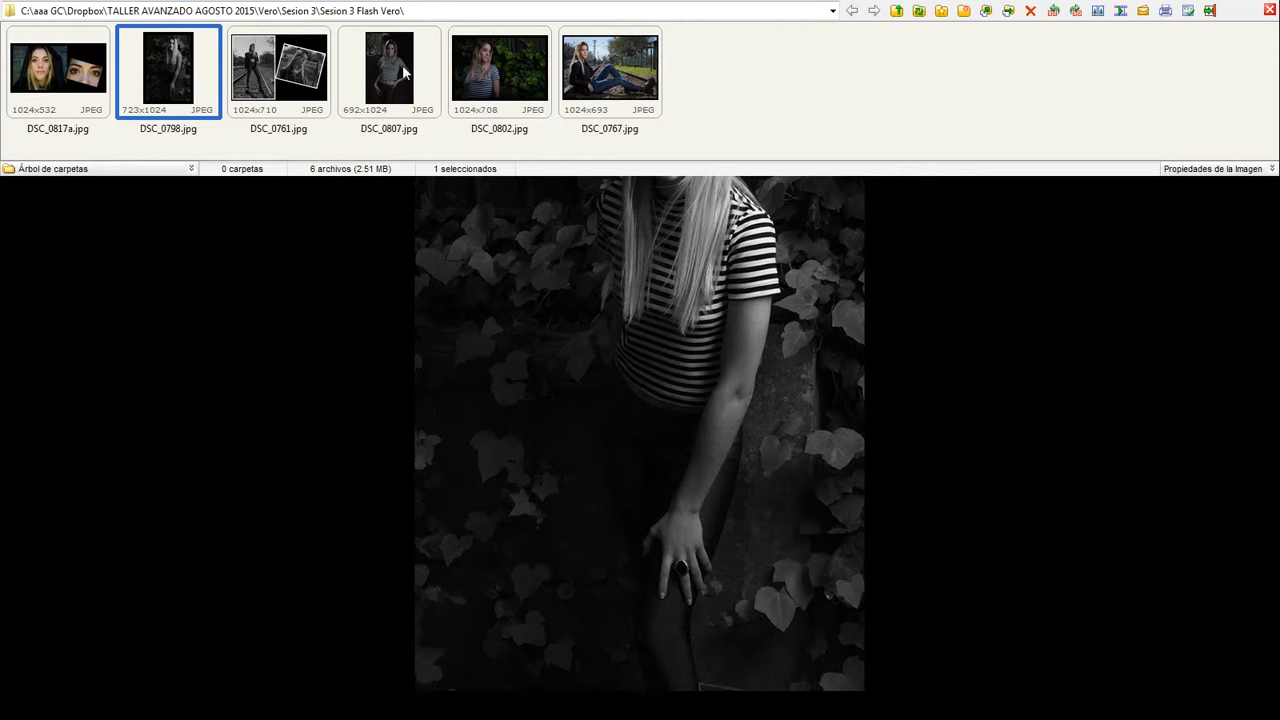 C:\aaa GC\Dropbox\TALLER AVANZADO AGOSTO 2015\Vero\Sesion 3\Sesion 3 Flash Vero\
1024x532 JPEG
723x1024 JPEG
1024x710 JPEG
692x1024 JPEG
1024x708 JPEG
1024x693 JPEG
DSC_0817a.jpg
DSC_0798.jpg
DSC_0761.jpg
DSC_0807.jpg
DSC_0802.jpg
DSC_0767.jpg
Árbol de carpetas
0 carpetas
6 archivos (2.51 MB)
1 seleccionados
Propiedades de la Imagen